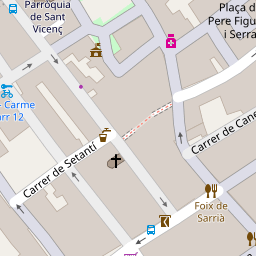 Parròquia
de Sant
Vicenç
Plaça d
Pere Figu
i Serra
- Carme
arr 12
Carrer de Setantí
Carrer de Cane
Foix de
Sarrià